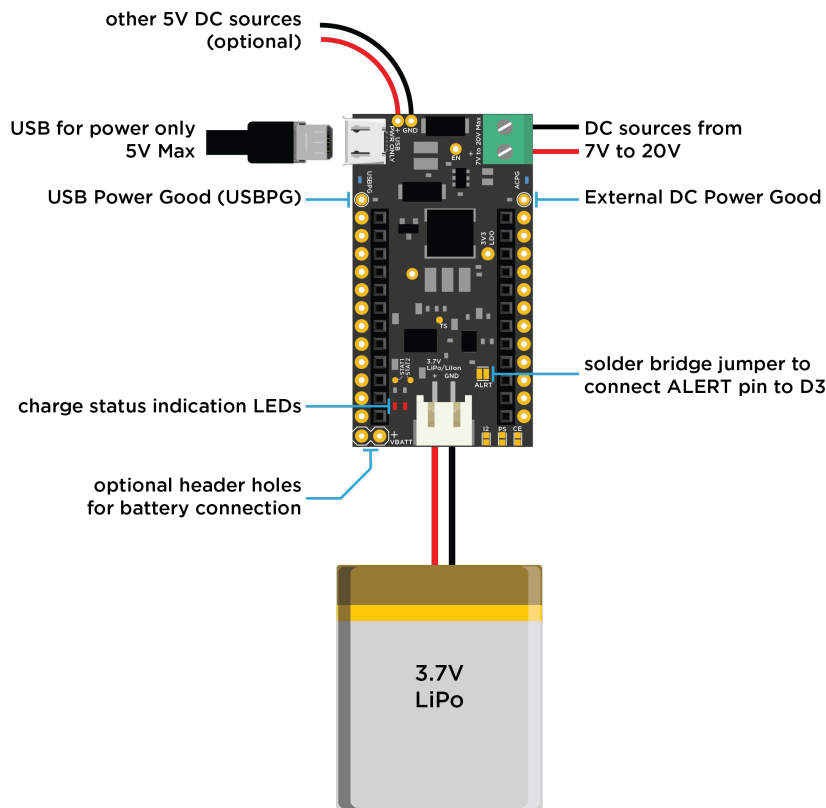 other 5V DC sources
(optional)
USB for power only
5V Max
DC sources from
7V to 20V
USB Power Good (USBPG)
External DC Power Good
+ GND
USB
PWR ONLY
EN
+
7V to 20V Max
USBPG
ACPG
3V3
LDO
TS
STAT1
STAT2
3.7V
LiPo/LiIon
+ GND
ALRT
solder bridge jumper to
connect ALERT pin to D3
charge status indication LEDs
+
VBATT
I2 PS CE
optional header holes
for battery connection
3.7V
LiPo